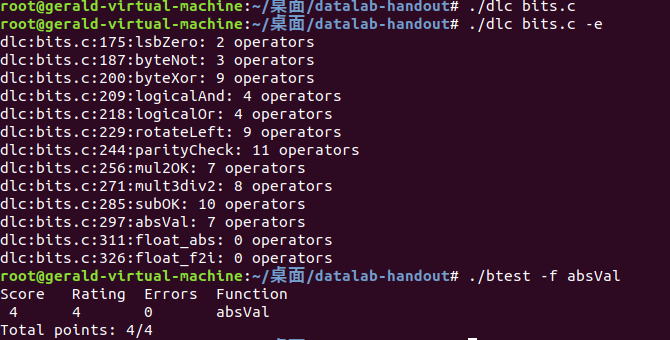 root@gerald-virtual-machine:~/桌面/datalab-handout# ./dlc bits.c
root@gerald-virtual-machine:~/桌面/datalab-handout# ./dlc bits.c -e
dlc:bits.c:175:lsbZero: 2 operators
dlc:bits.c:187:byteNot: 3 operators
dlc:bits.c:200:byteXor: 9 operators
dlc:bits.c:209:logicalAnd: 4 operators
dlc:bits.c:218:logicalOr: 4 operators
dlc:bits.c:229:rotateLeft: 9 operators
dlc:bits.c:244:parityCheck: 11 operators
dlc:bits.c:256:mul2OK: 7 operators
dlc:bits.c:271:mult3div2: 8 operators
dlc:bits.c:285:subOK: 10 operators
dlc:bits.c:297:absVal: 7 operators
dlc:bits.c:311:float_abs: 0 operators
dlc:bits.c:326:float_f2i: 0 operators
root@gerald-virtual-machine:~/桌面/datalab-handout# ./btest -f absVal
Score Rating Errors Function
4 4 0 absVal
Total points: 4/4